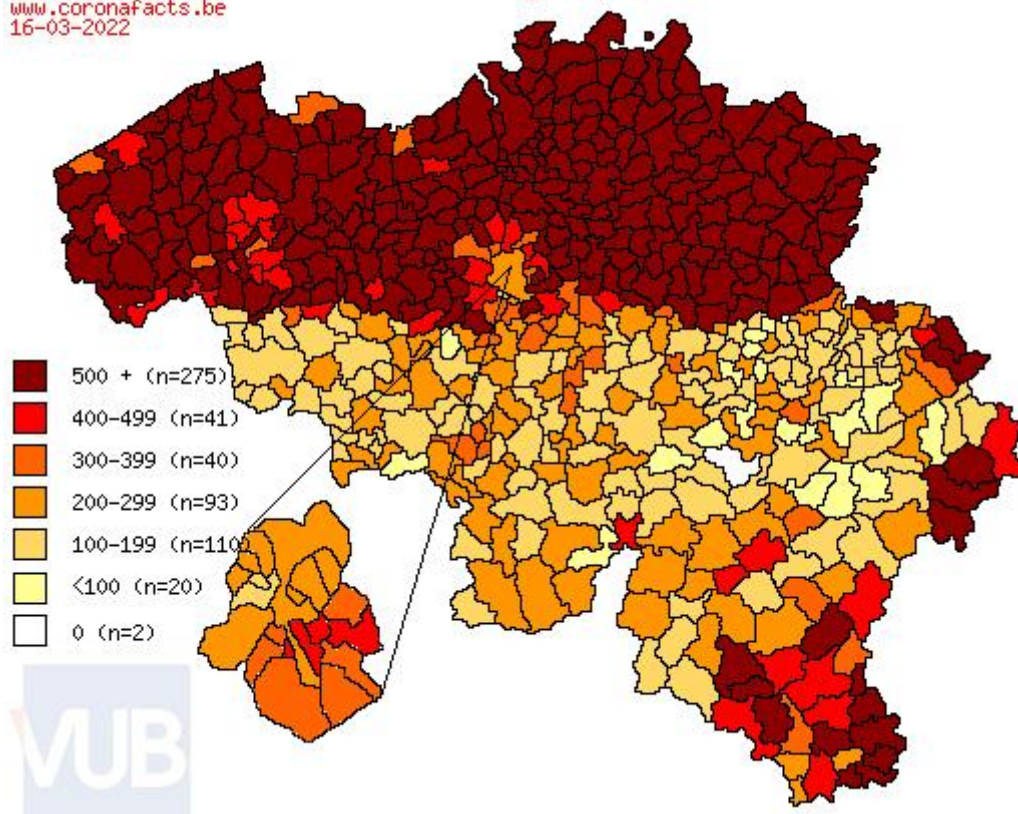 www.coronafacts.be
16-03-2022
500 + (n=275)
400-499 (n=41)
300-399 (n=40)
200-299 (n=93)
100-199 (n=110)
<100 (n=20)
0 (n=2)
VUB